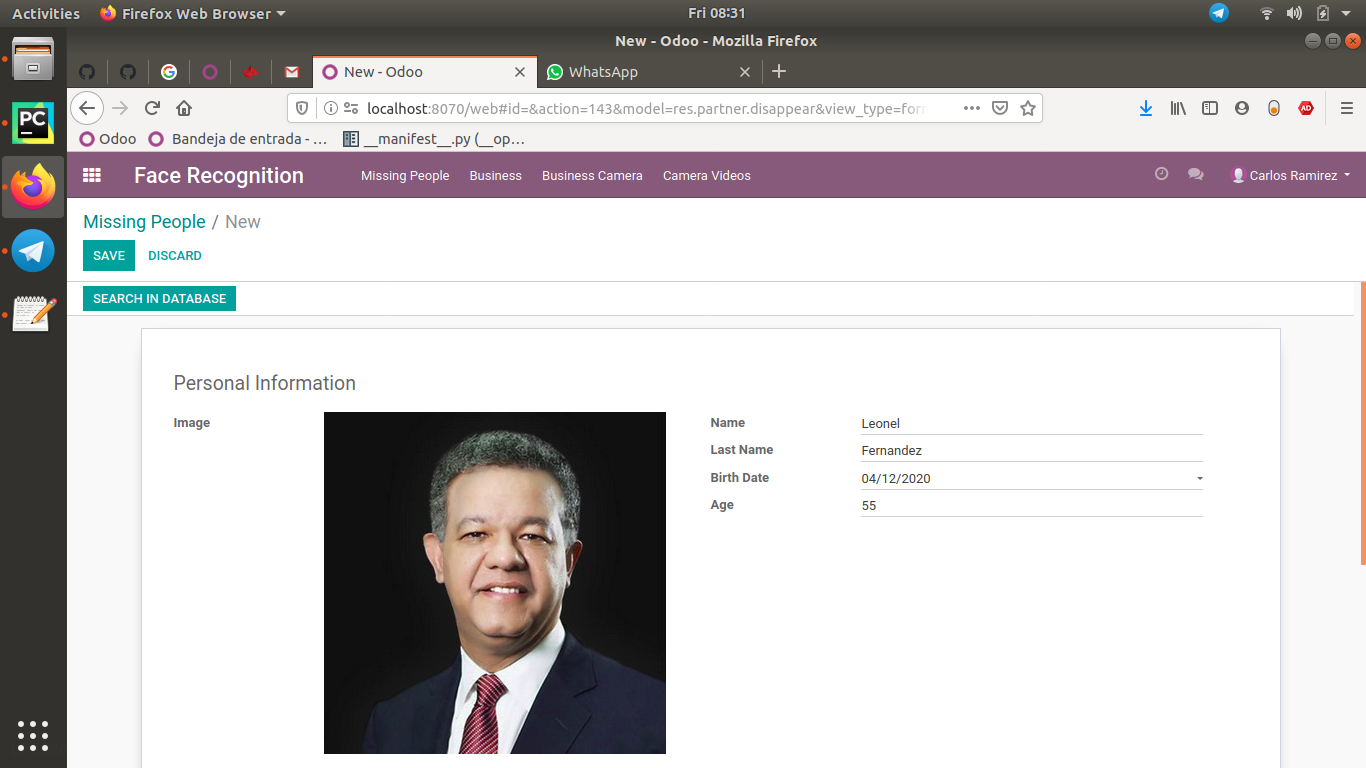 Activities Firefox Web Browser Fri 08:31
New - Odoo - Mozilla Firefox
New - Odoo WhatsApp
localhost:8070/web#id=&action=143&model=res.partner.disappear&view_type=form
Odoo Bandeja de entrada - … __manifest__.py (__op…
Face Recognition Missing People Business Business Camera Camera Videos Carlos Ramirez
Missing People / New
SAVE DISCARD
SEARCH IN DATABASE
Personal Information
Image
Name Leonel
Last Name Fernandez
Birth Date 04/12/2020
Age 55
PC
AD